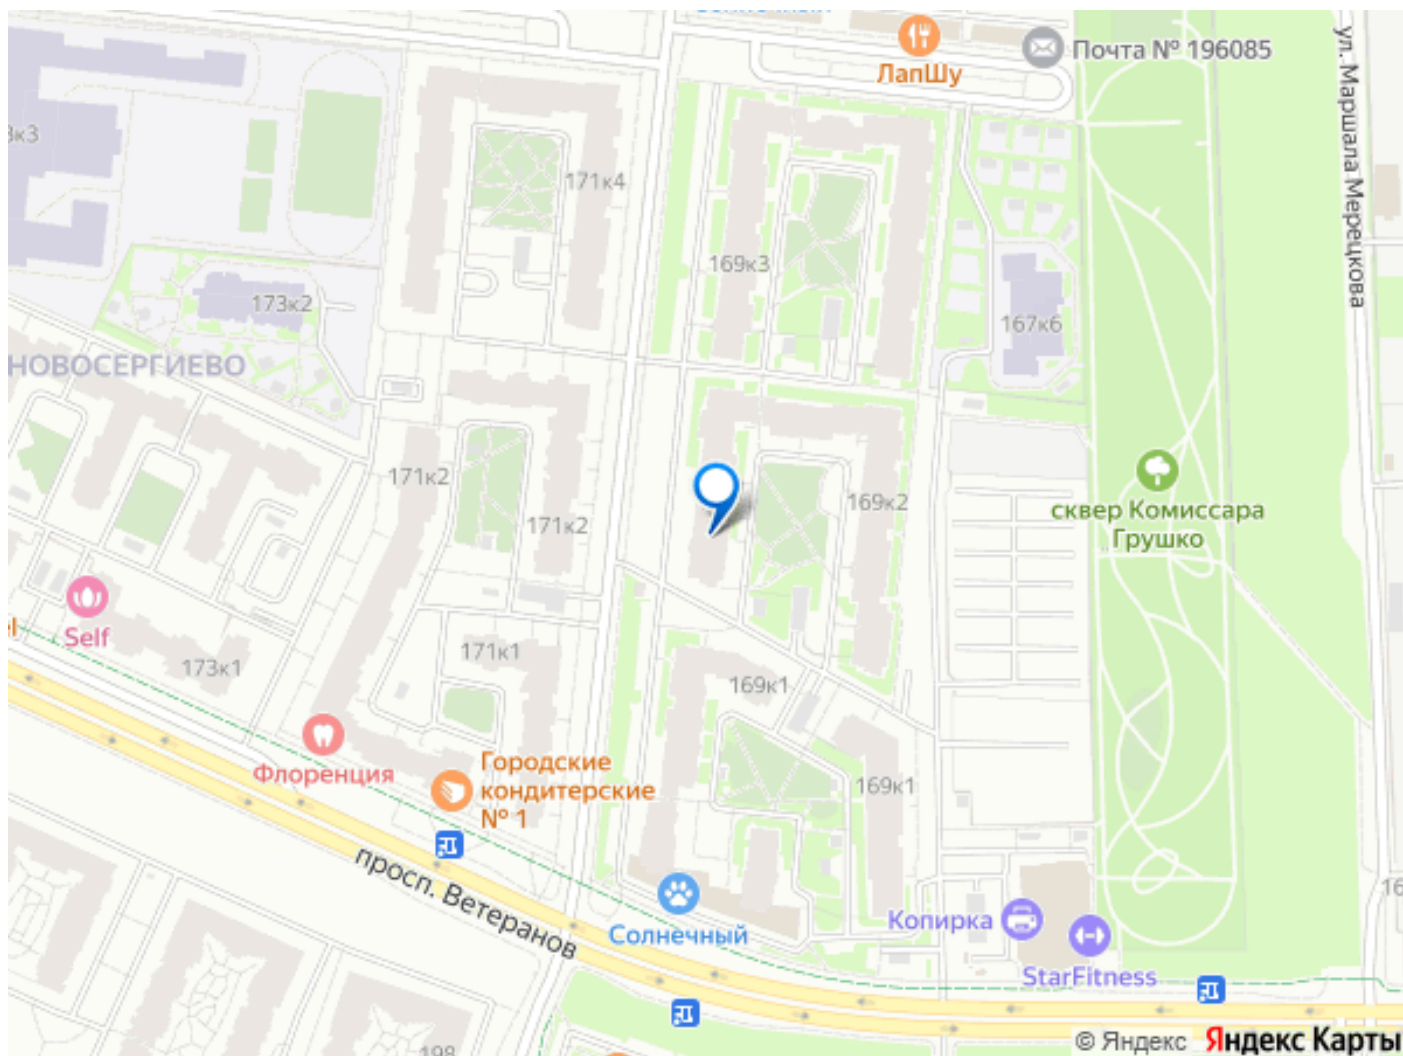 ЛапШу
Почта № 196085
ул. Маршала Мерецкова
171к4
169к3
173к2
167к6
НОВОСЕРГИЕВО
171к2
171к2
169к2
сквер Комиссара
Грушко
Self
173к1
171к1
169к1
169к1
Флоренция
Городские
кондитерские
№ 1
просп. Ветеранов
Солнечный
Копирка
StarFitness
© Яндекс Яндекс Карты